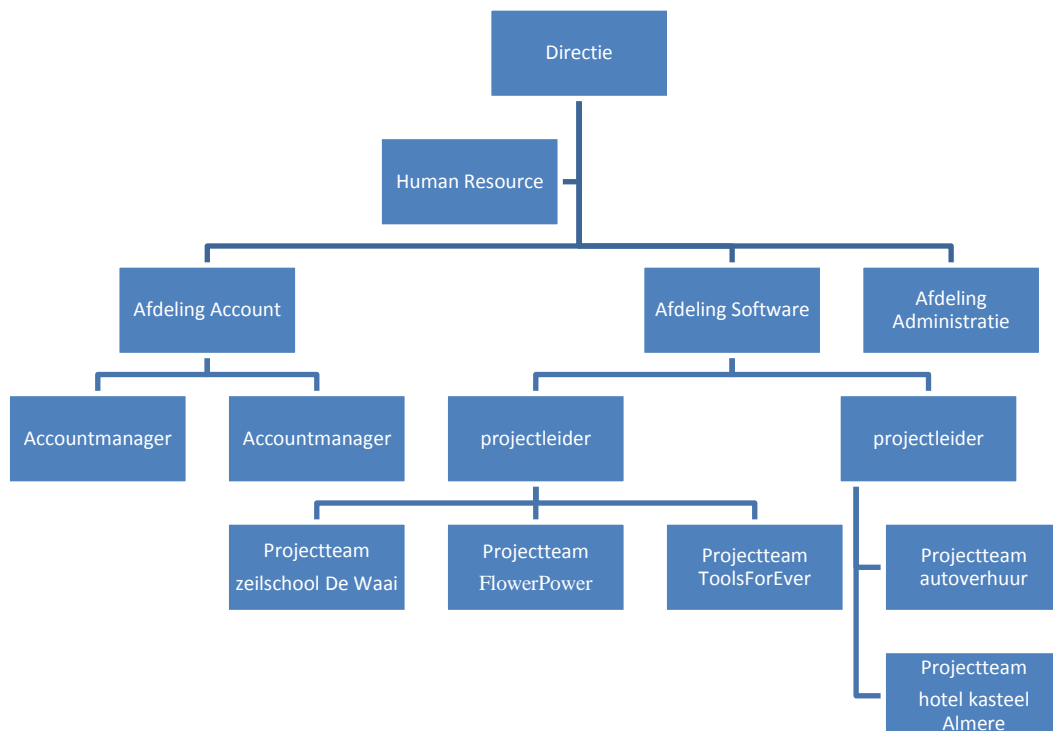 Directie
Human Resource
Afdeling Account
Afdeling Software
Afdeling
Administratie
Accountmanager
Accountmanager
projectleider
projectleider
Projectteam
zeilschool De Waai
Projectteam
FlowerPower
Projectteam
ToolsForEver
Projectteam
autoverhuur
Projectteam
hotel kasteel
Almere